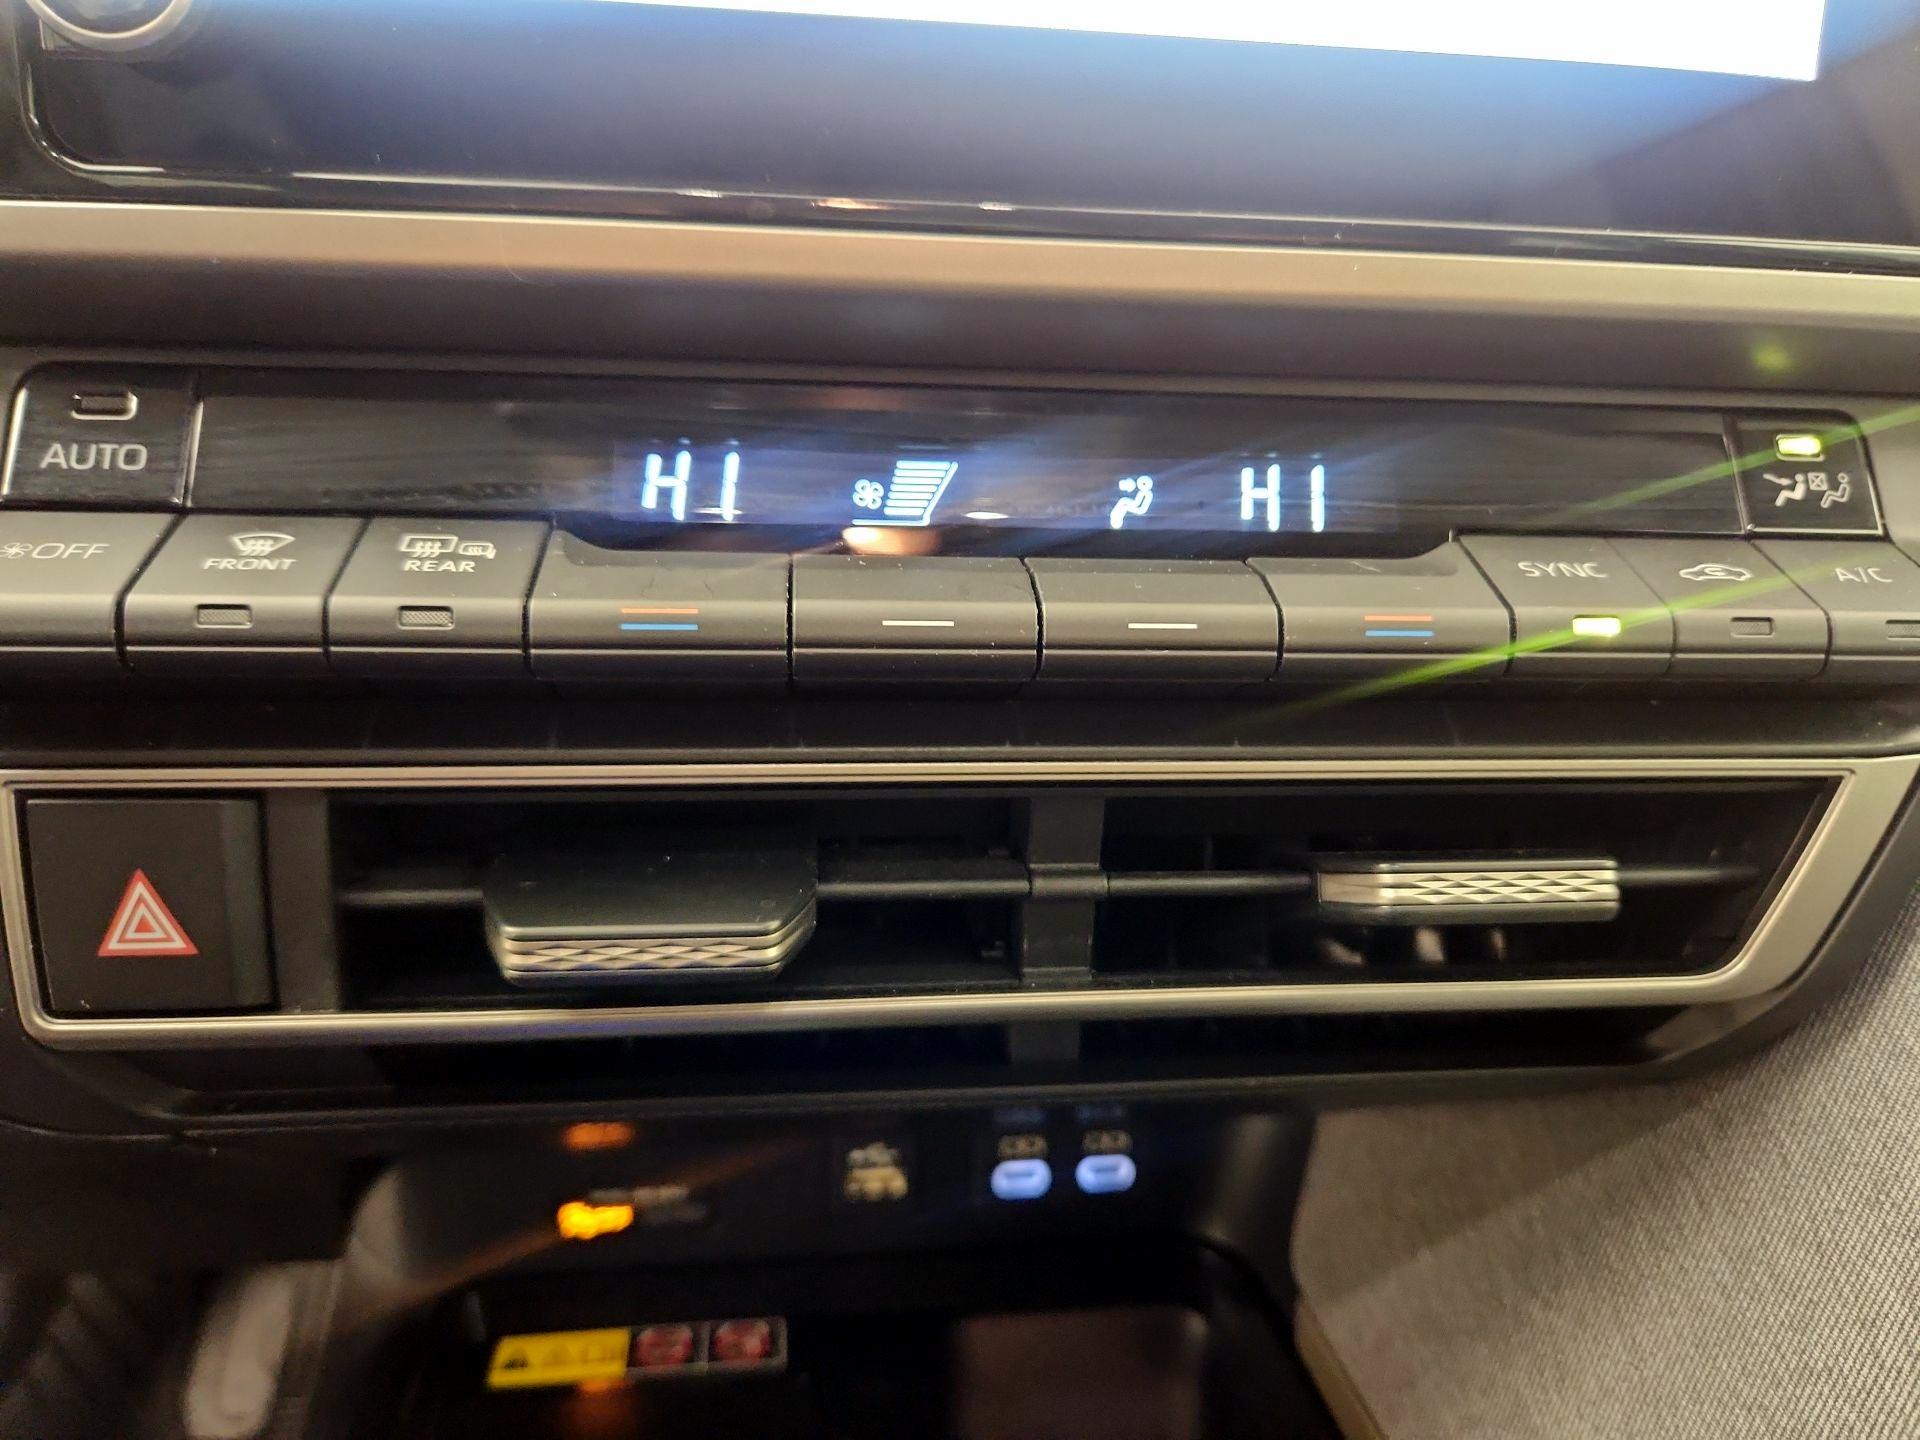 AUTO
HI
HI
OFF
FRONT
REAR
SYNC
A/C